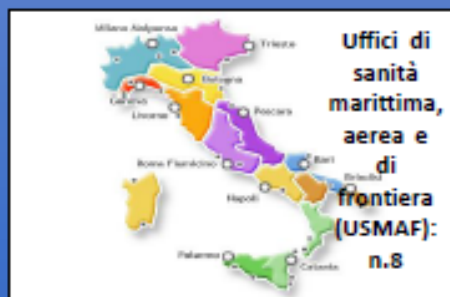 Milano Malpensa
Trieste
Bologna
Genova
Livorno
Pescara
Roma Fiumicino
Bari
Brindisi
Napoli
Palermo
Catania
Uffici di
sanità
marittima,
aerea e
di
frontiera
(USMAF):
n.8